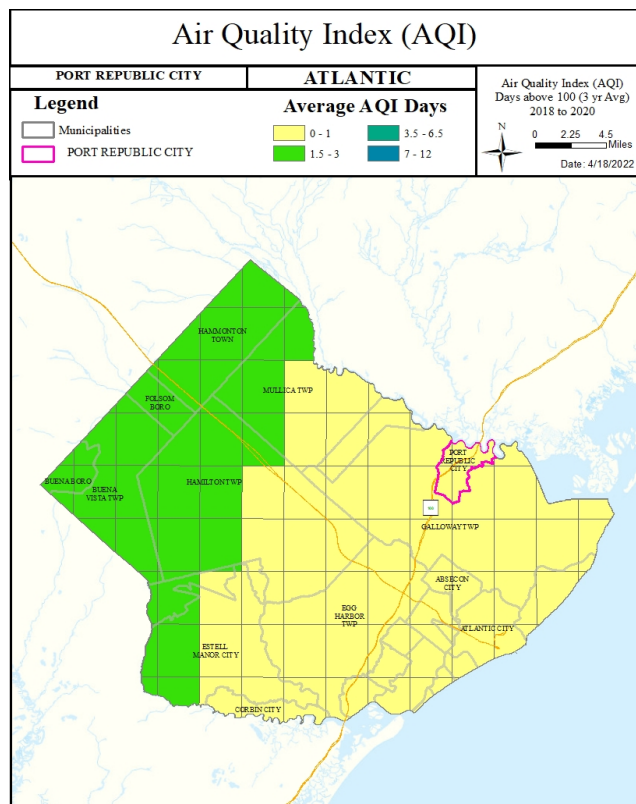 Air Quality Index (AQI)
PORT REPUBLIC CITY
ATLANTIC
Legend
Municipalities
PORT REPUBLIC CITY
Average AQI Days
0 - 1
1.5 - 3
3.5 - 6.5
7 - 12
Air Quality Index (AQI)
Days above 100 (3 yr Avg)
2018 to 2020
N
0 2.25 4.5
Miles
Date: 4/18/2022
HAMMONTON
TOWN
MULLICA TWP
FOLSOM
BORO
PORT
REPUBLIC
CITY
BUENA BORO
BUENA
VISTA TWP
HAMILTON TWP
GALLOWAY TWP
ABSECON
CITY
EGG
HARBOR
TWP
ATLANTIC CITY
ESTELL
MANOR CITY
CORBIN CITY